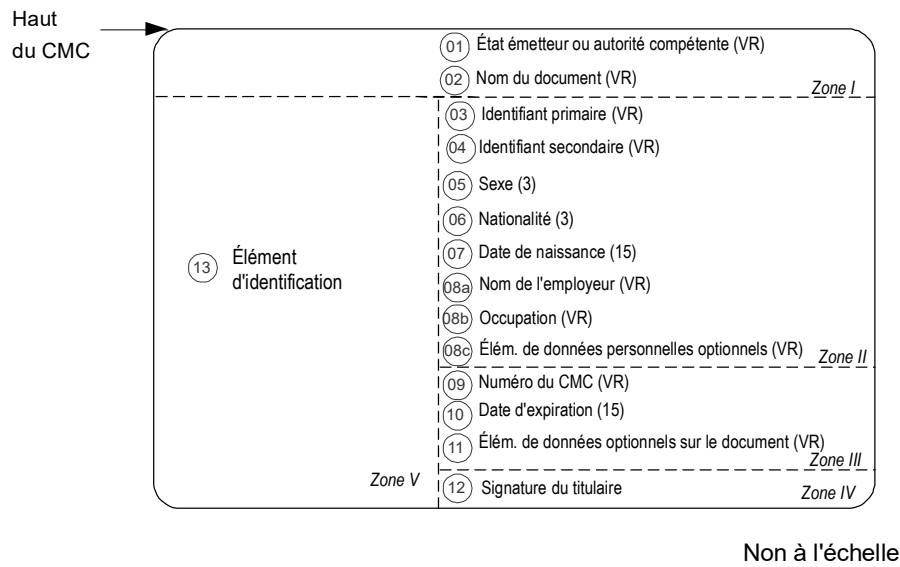 Haut
du CMC
01 État émetteur ou autorité compétente (VR)
02 Nom du document (VR)
Zone I
03 Identifiant primaire (VR)
04 Identifiant secondaire (VR)
05 Sexe (3)
06 Nationalité (3)
07 Date de naissance (15)
13 Élément
d'identification
08a Nom de l'employeur (VR)
08b Occupation (VR)
08c Élém. de données personnelles optionnels (VR)
Zone II
09 Numéro du CMC (VR)
10 Date d'expiration (15)
11 Élém. de données optionnels sur le document (VR)
Zone III
Zone V
12 Signature du titulaire
Zone IV
Non à l'échelle